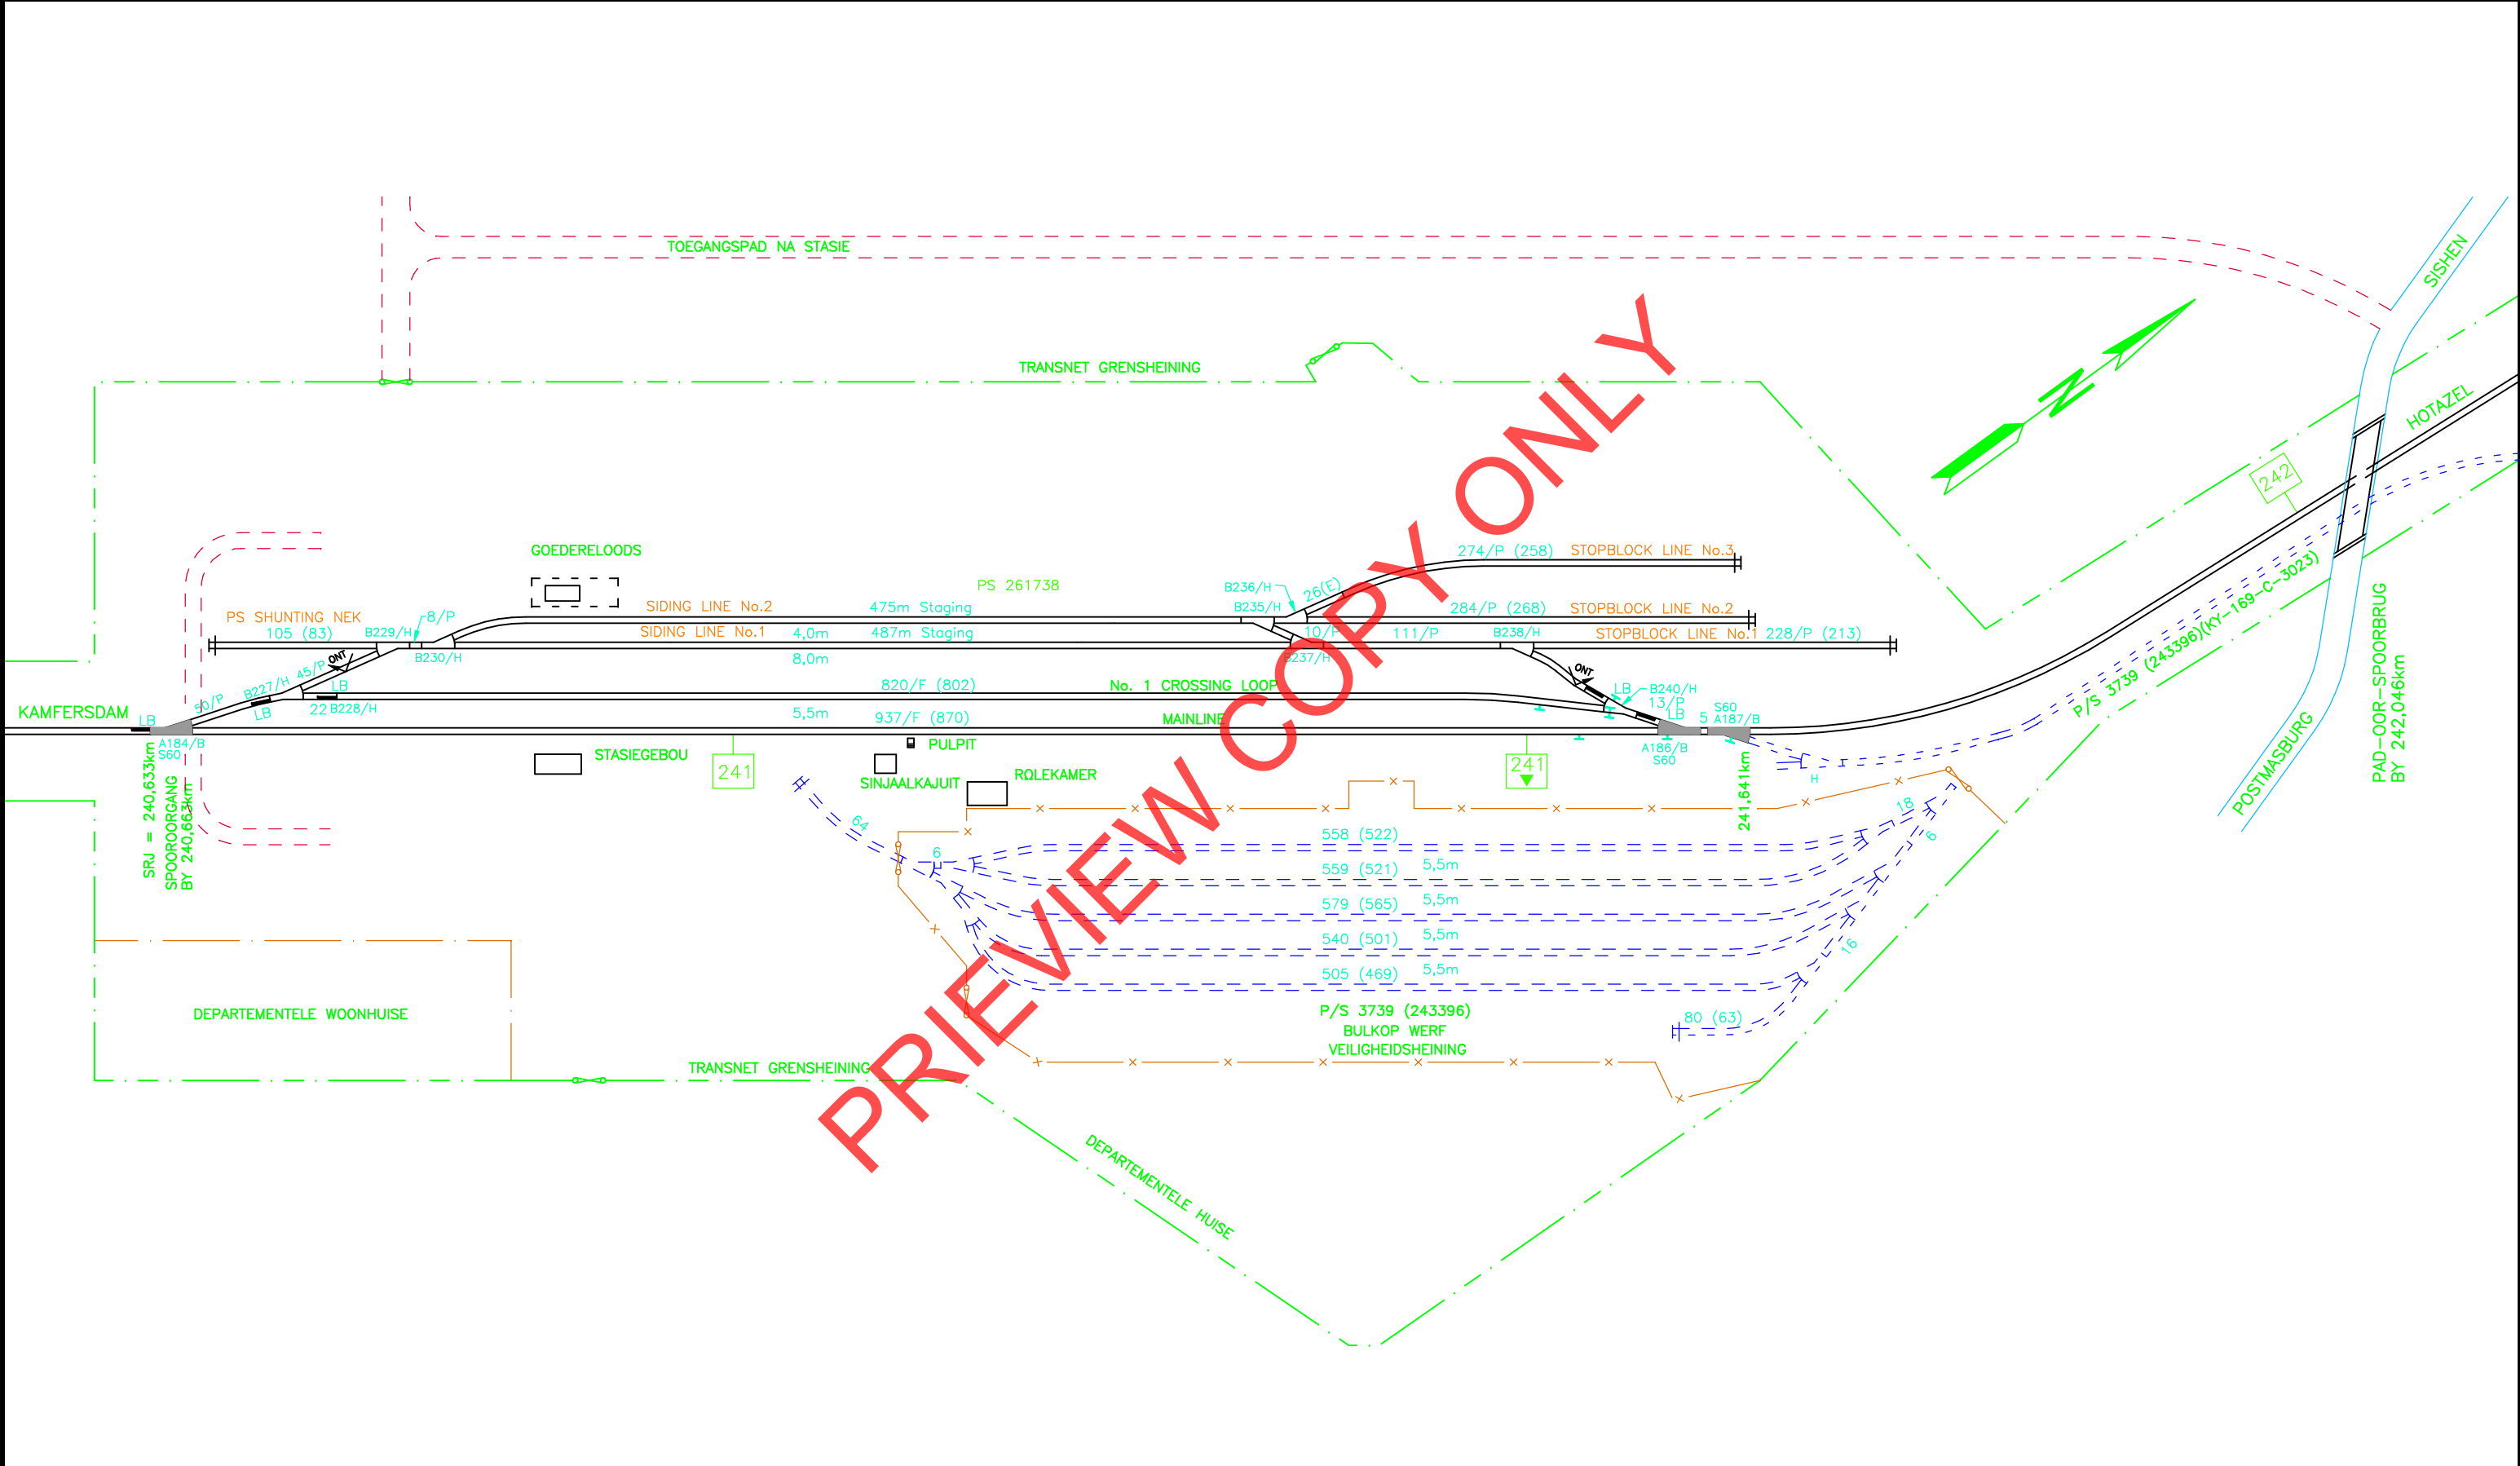 TOEGANGSPAD NA STASIE
SISHEN
TRANSNET GRENSHEINING
N
HOTAZEL
242
GOEDERELOODS
274/P (258)
STOPBLOCK LINE No.3
PS 261738
B236/H
26(E)
PS SHUNTING NEK
8/P
SIDING LINE No.2
475m Staging
B235/H
284/P (268)
STOPBLOCK LINE No.2
105 (83)
B229/H
SIDING LINE No.1
4,0m
487m Staging
10/P
111/P
B238/H
STOPBLOCK LINE No.1
228/P (213)
ONT
B230/H
8,0m
B237/H
ONT
50/P
B227/H
45/P
LB
820/F (802)
No. 1 CROSSING LOOP
LB
B240/H
13/P
KAMFERSDAM
LB
LB
22
B228/H
5,5m
937/F (870)
MAINLINE
LB
5
S60
A187/B
A184/B
S60
A186/B
S60
P/S 3739 (243396)(KY-169-C-3023)
PAD-OOR-SPOORBRUG
BY 242,046km
POSTMASBURG
SRJ = 240,633km
SPOOROORGANG
BY 240,663km
STASIEGEBOU
241
PULPIT
SINJAALKAJUIT
RƠLEKAMER
241
241,641km
H
64
18
6
6
558 (522)
559 (521)
5,5m
579 (565)
5,5m
540 (501)
5,5m
16
505 (469)
5,5m
P/S 3739 (243396)
BULKOP WERF
VEILIGHEIDSHEINING
80 (63)
DEPARTEMENTELE WOONHUISE
TRANSNET GRENSHEINING
DEPARTEMENTELE HUISE
PRIEVIEW COPY ONLY